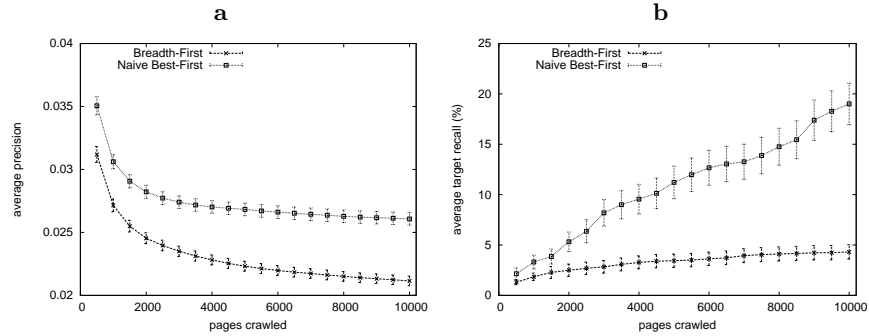 a
0.04
0.035
0.03
0.025
0.02
0
2000
4000
6000
8000
10000
average precision
pages crawled
Breadth-First
Naive Best-First
b
25
20
15
10
5
0
0
2000
4000
6000
8000
10000
average target recall (%)
pages crawled
Breadth-First
Naive Best-First